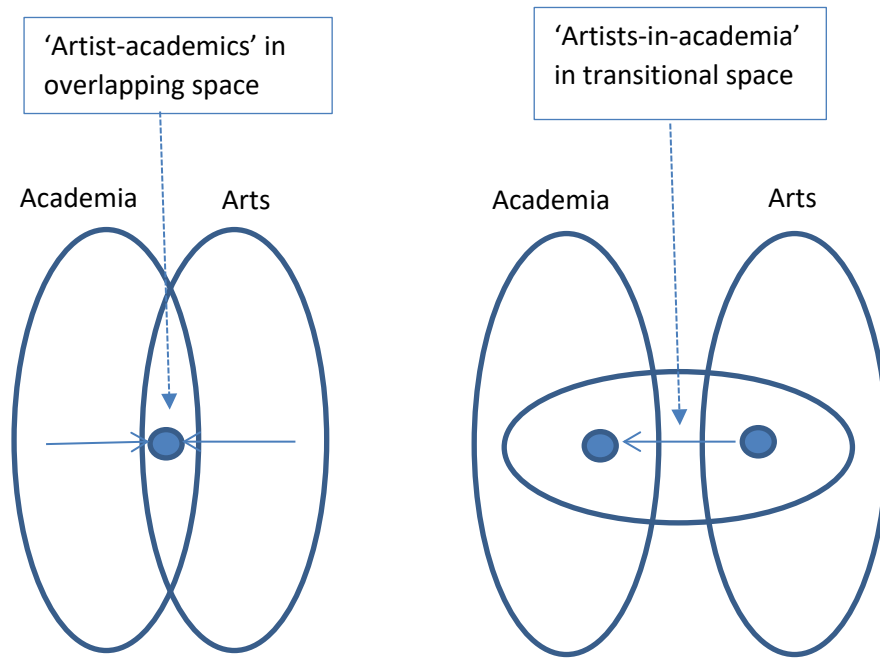 ‘Artist-academics’ in
overlapping space
‘Artists-in-academia’
in transitional space
Academia
Arts
Academia
Arts